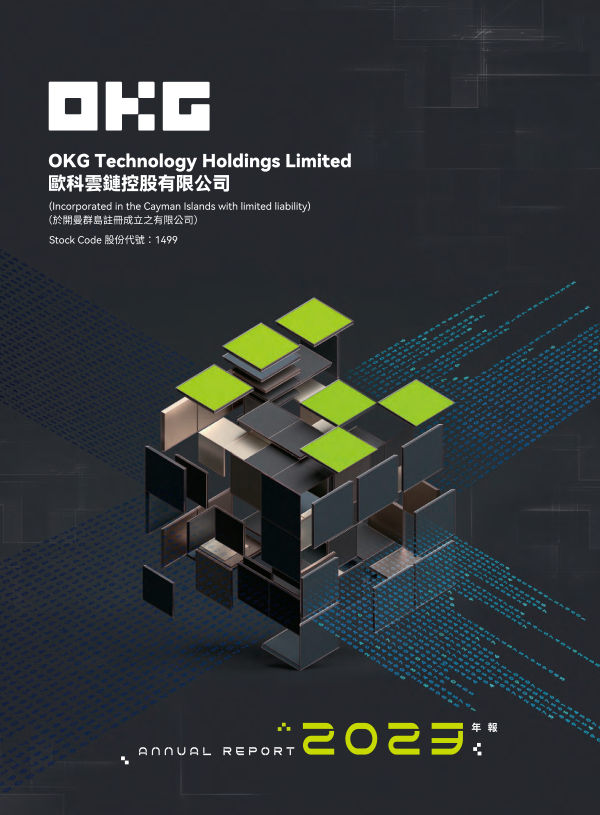 OKG
OKG Technology Holdings Limited
歐科雲鏈控股有限公司
(Incorporated in the Cayman Islands with limited liability)
(於開曼群島註冊成立之有限公司)
Stock Code 股份代號：1499
ANNUAL REPORT 2023 年報